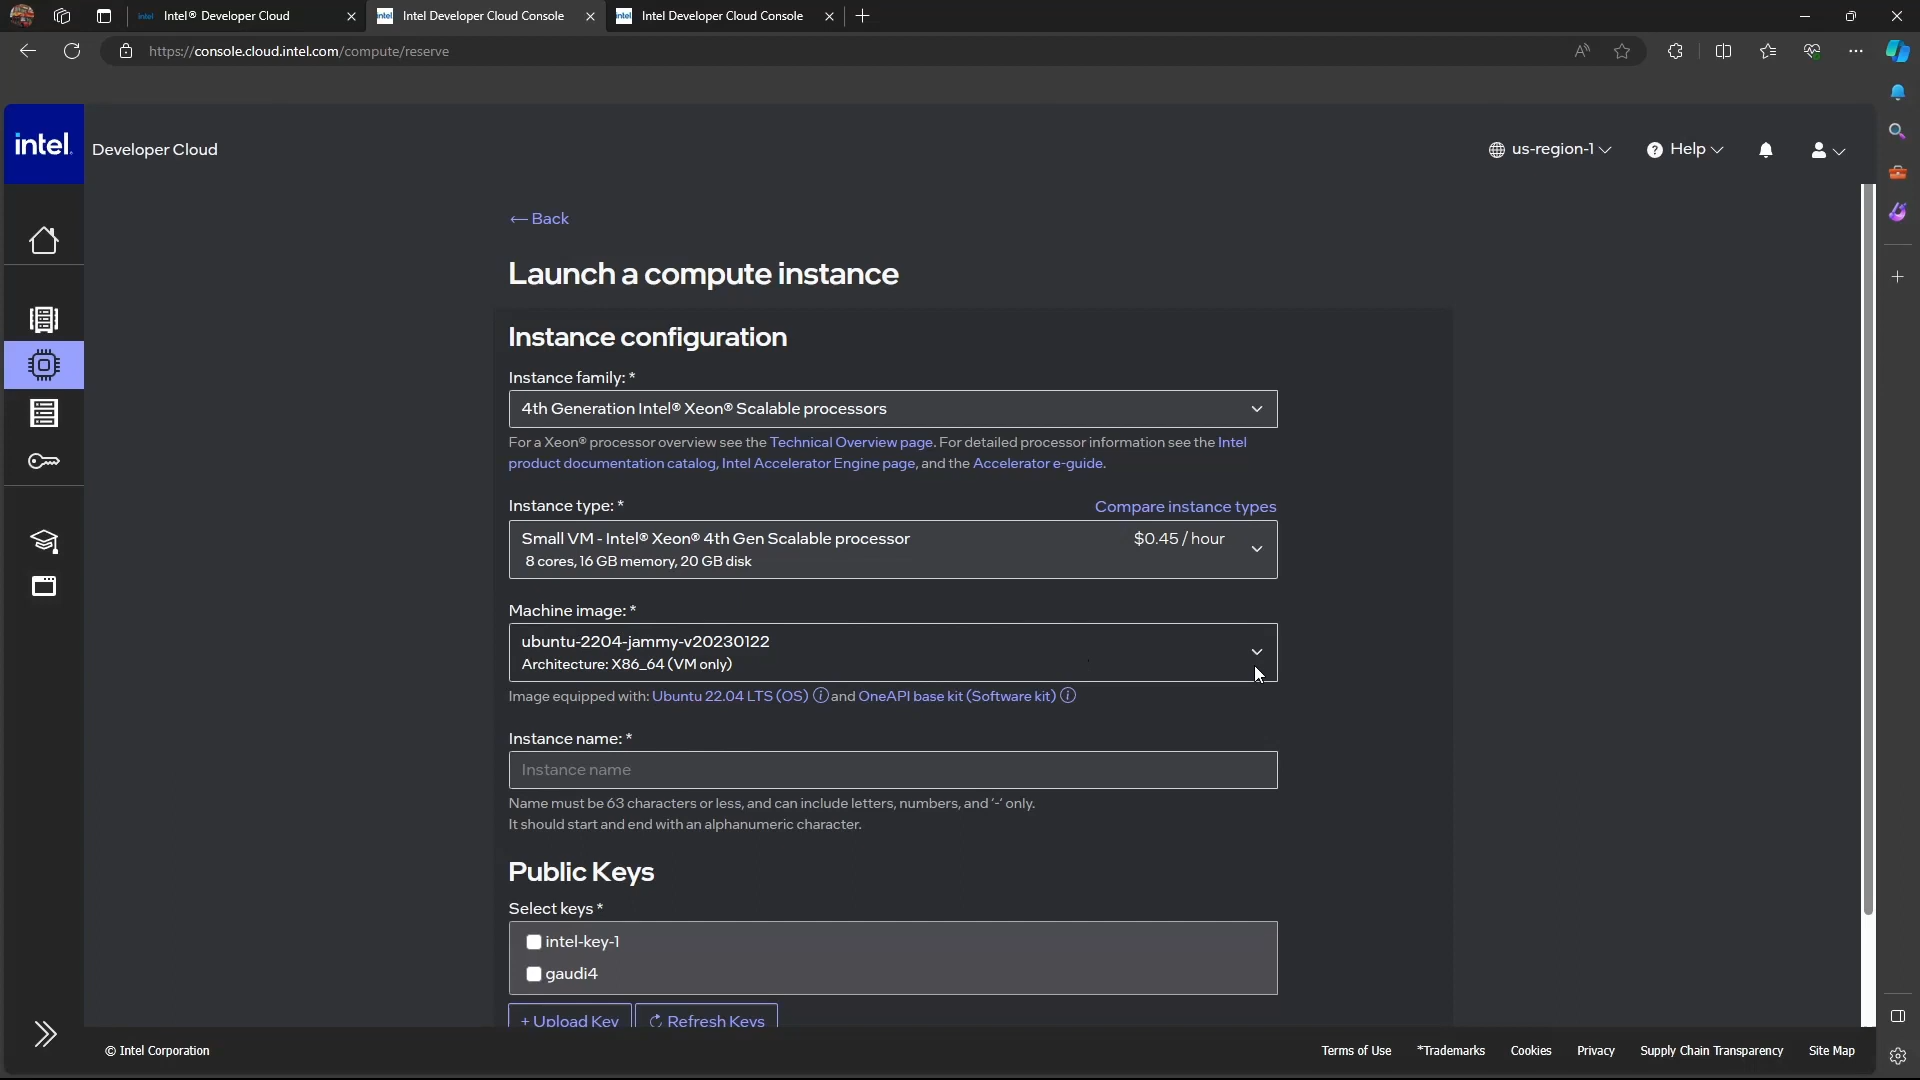 intel Intel® Developer Cloud
intel Intel Developer Cloud Console
intel Intel Developer Cloud Console
https://console.cloud.intel.com/compute/reserve
intel.
Developer Cloud
us-region-1
? Help
← Back
Launch a compute instance
Instance configuration
Instance family: *
4th Generation Intel® Xeon® Scalable processors
For a Xeon® processor overview see the Technical Overview page. For detailed processor information see the Intel
product documentation catalog, Intel Accelerator Engine page, and the Accelerator e-guide.
Instance type: *
Compare instance types
Small VM - Intel® Xeon® 4th Gen Scalable processor $0.45 / hour
8 cores, 16 GB memory, 20 GB disk
Machine image: *
ubuntu-2204-jammy-v20230122
Architecture: X86_64 (VM only)
Image equipped with: Ubuntu 22.04 LTS (OS) and OneAPI base kit (Software kit)
Instance name: *
Instance name
Name must be 63 characters or less, and can include letters, numbers, and '-' only.
It should start and end with an alphanumeric character.
Public Keys
Select keys *
intel-key-1
gaudi4
+ Upload Key Refresh Keys
© Intel Corporation
Terms of Use *Trademarks Cookies Privacy Supply Chain Transparency Site Map